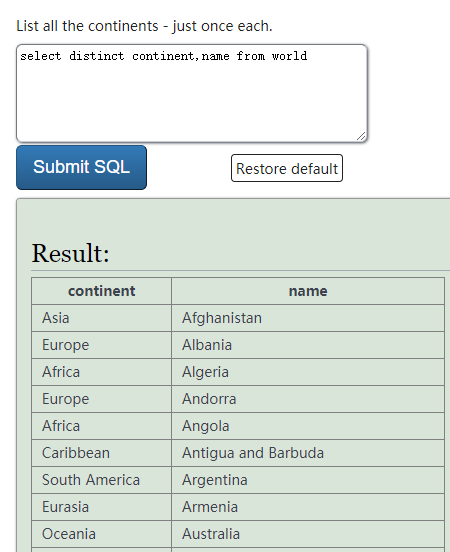 List all the continents - just once each.
select distinct continent,name from world
Submit SQL
Restore default
Result:
continent name
Asia Afghanistan
Europe Albania
Africa Algeria
Europe Andorra
Africa Angola
Caribbean Antigua and Barbuda
South America Argentina
Eurasia Armenia
Oceania Australia